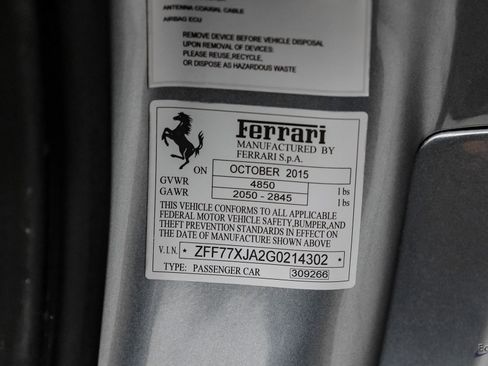 ANTENNA COAXIAL CABLE
AIRBAG ECU
REMOVE DEVICE BEFORE VEHICLE DISPOSAL
UPON REMOVAL OF DEVICES:
PLEASE REUSE,RECYCLE,
OR DISPOSE AS HAZARDOUS WASTE
Ferrari
MANUFACTURED BY
FERRARI S.p.A.
ON OCTOBER 2015
GVWR 4850 lbs
GAWR 2050 - 2845 lbs
THIS VEHICLE CONFORMS TO ALL APPLICABLE
FEDERAL MOTOR VEHICLE SAFETY,BUMPER,AND
THEFT PREVENTION STANDARDS IN EFFECT ON
THE DATE OF MANUFACTURE SHOWN ABOVE
V.I.N. * ZFF77XJA2G0214302 *
TYPE: PASSENGER CAR 309266